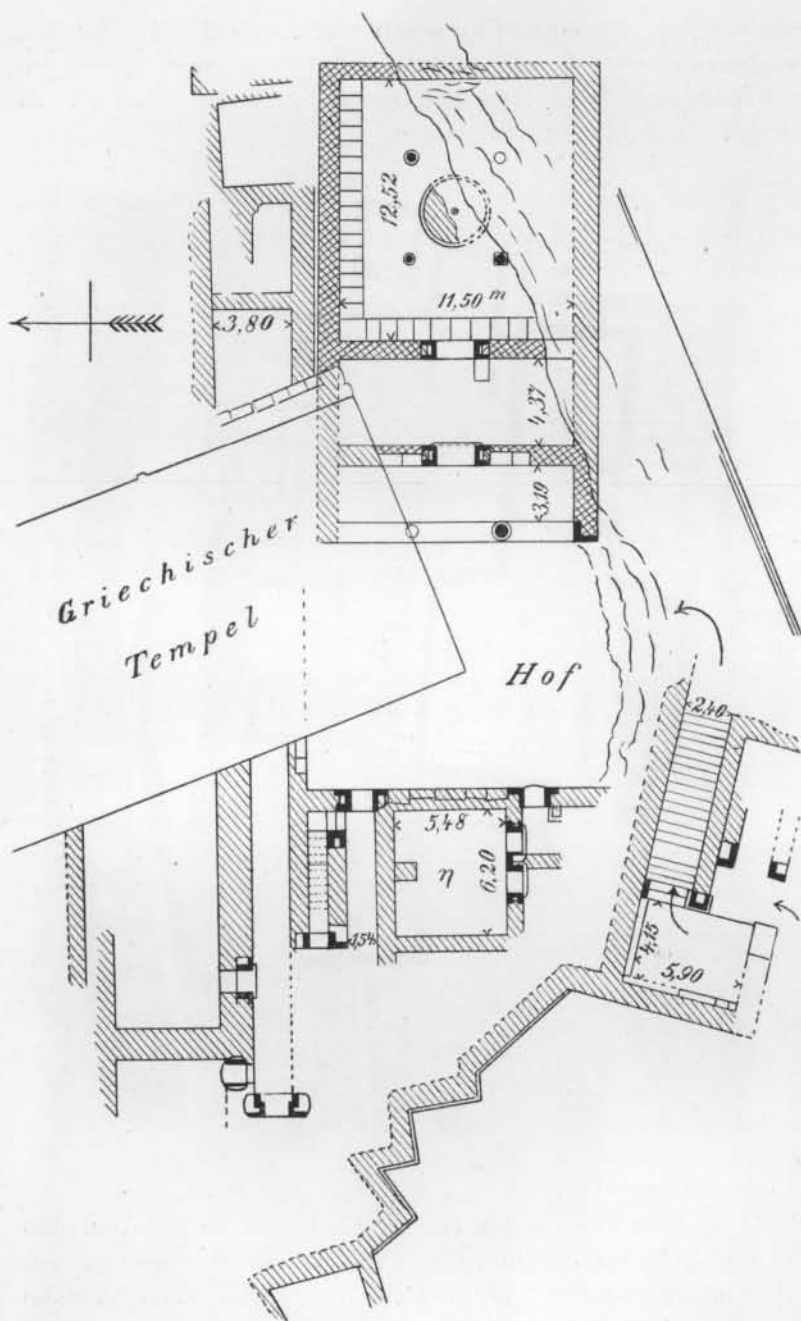 12,52
11,50 m
3,80
4,37
3,19
Griechischer
Tempel
Hof
2,40
5,48
6,20
η
1,54
4,15
5,90